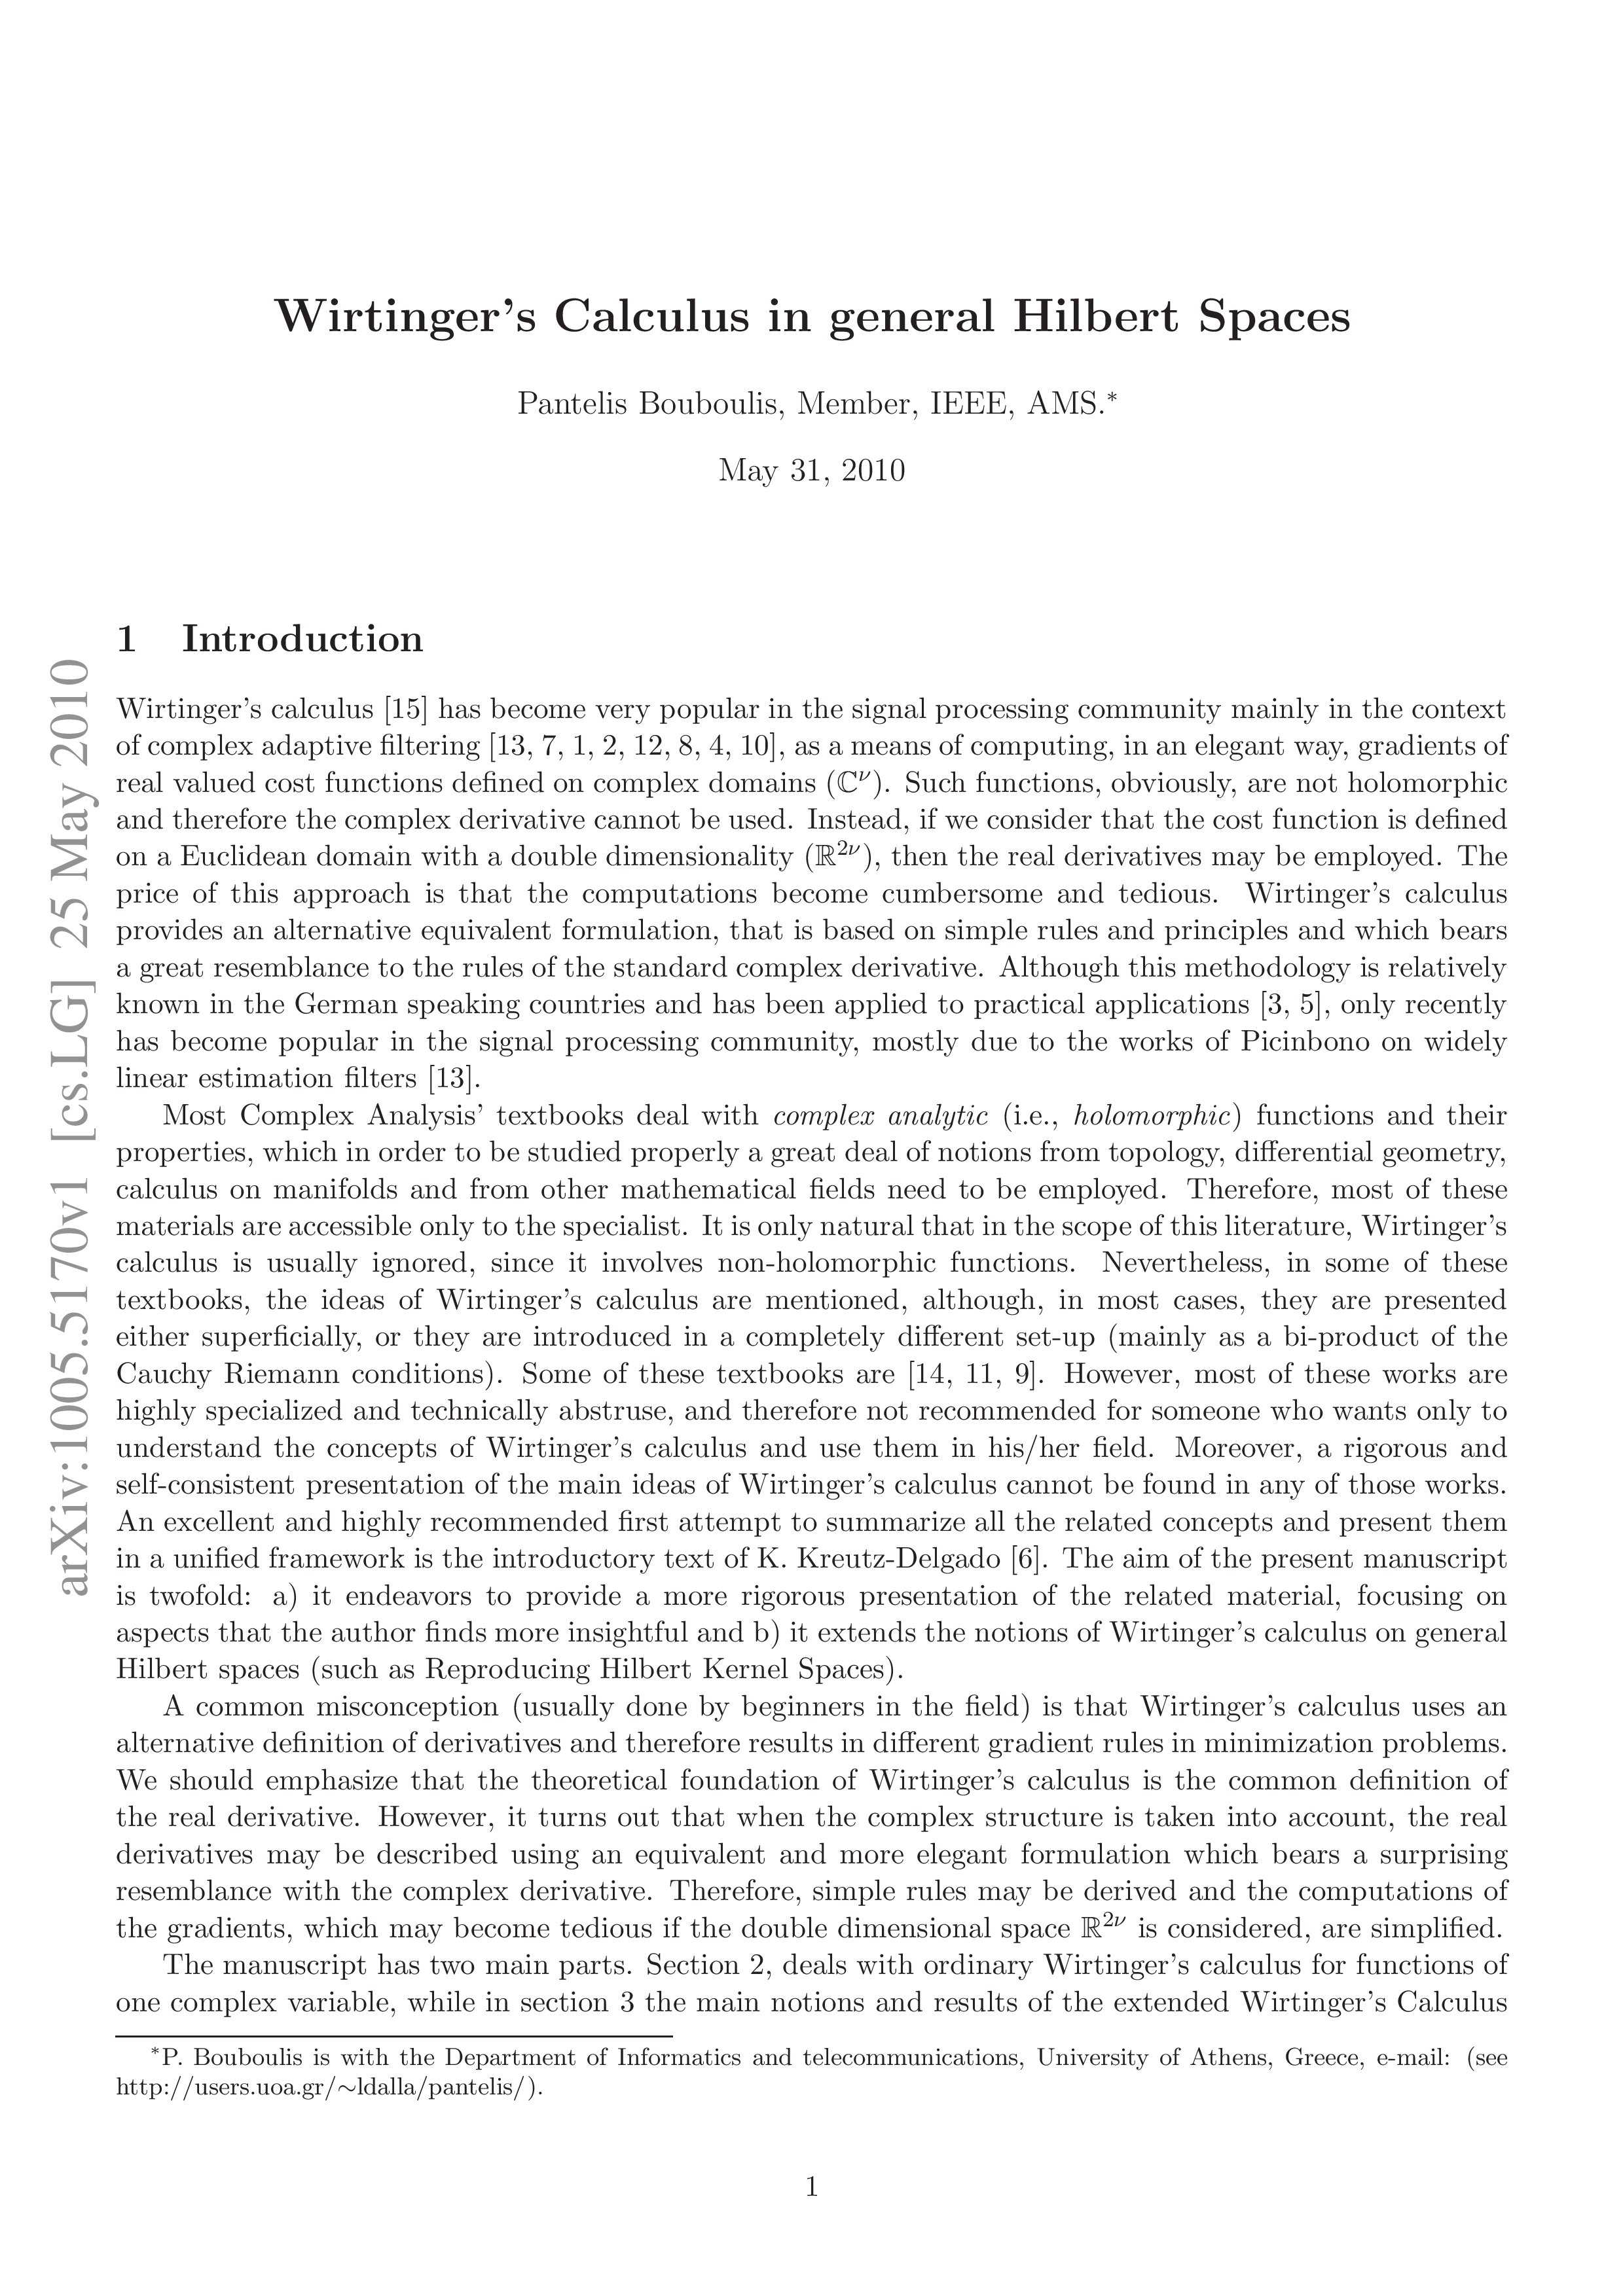 Wirtinger's Calculus in general Hilbert Spaces
Pantelis Bouboulis, Member, IEEE, AMS.*
May 31, 2010
arXiv:1005.5170v1 [cs.LG] 25 May 2010
1 Introduction
Wirtinger's calculus [15] has become very popular in the signal processing community mainly in the context
of complex adaptive filtering [13, 7, 1, 2, 12, 8, 4, 10], as a means of computing, in an elegant way, gradients of
real valued cost functions defined on complex domains (ℂ^ν). Such functions, obviously, are not holomorphic
and therefore the complex derivative cannot be used. Instead, if we consider that the cost function is defined
on a Euclidean domain with a double dimensionality (ℝ^{2ν}), then the real derivatives may be employed. The
price of this approach is that the computations become cumbersome and tedious. Wirtinger's calculus
provides an alternative equivalent formulation, that is based on simple rules and principles and which bears
a great resemblance to the rules of the standard complex derivative. Although this methodology is relatively
known in the German speaking countries and has been applied to practical applications [3, 5], only recently
has become popular in the signal processing community, mostly due to the works of Picinbono on widely
linear estimation filters [13].
Most Complex Analysis' textbooks deal with complex analytic (i.e., holomorphic) functions and their
properties, which in order to be studied properly a great deal of notions from topology, differential geometry,
calculus on manifolds and from other mathematical fields need to be employed. Therefore, most of these
materials are accessible only to the specialist. It is only natural that in the scope of this literature, Wirtinger's
calculus is usually ignored, since it involves non-holomorphic functions. Nevertheless, in some of these
textbooks, the ideas of Wirtinger's calculus are mentioned, although, in most cases, they are presented
either superficially, or they are introduced in a completely different set-up (mainly as a bi-product of the
Cauchy Riemann conditions). Some of these textbooks are [14, 11, 9]. However, most of these works are
highly specialized and technically abstruse, and therefore not recommended for someone who wants only to
understand the concepts of Wirtinger's calculus and use them in his/her field. Moreover, a rigorous and
self-consistent presentation of the main ideas of Wirtinger's calculus cannot be found in any of those works.
An excellent and highly recommended first attempt to summarize all the related concepts and present them
in a unified framework is the introductory text of K. Kreutz-Delgado [6]. The aim of the present manuscript
is twofold: a) it endeavors to provide a more rigorous presentation of the related material, focusing on
aspects that the author finds more insightful and b) it extends the notions of Wirtinger's calculus on general
Hilbert spaces (such as Reproducing Hilbert Kernel Spaces).
A common misconception (usually done by beginners in the field) is that Wirtinger's calculus uses an
alternative definition of derivatives and therefore results in different gradient rules in minimization problems.
We should emphasize that the theoretical foundation of Wirtinger's calculus is the common definition of
the real derivative. However, it turns out that when the complex structure is taken into account, the real
derivatives may be described using an equivalent and more elegant formulation which bears a surprising
resemblance with the complex derivative. Therefore, simple rules may be derived and the computations of
the gradients, which may become tedious if the double dimensional space ℝ^{2ν} is considered, are simplified.
The manuscript has two main parts. Section 2, deals with ordinary Wirtinger's calculus for functions of
one complex variable, while in section 3 the main notions and results of the extended Wirtinger's Calculus
*P. Bouboulis is with the Department of Informatics and telecommunications, University of Athens, Greece, e-mail: (see
http://users.uoa.gr/∼ldalla/pantelis/).
1